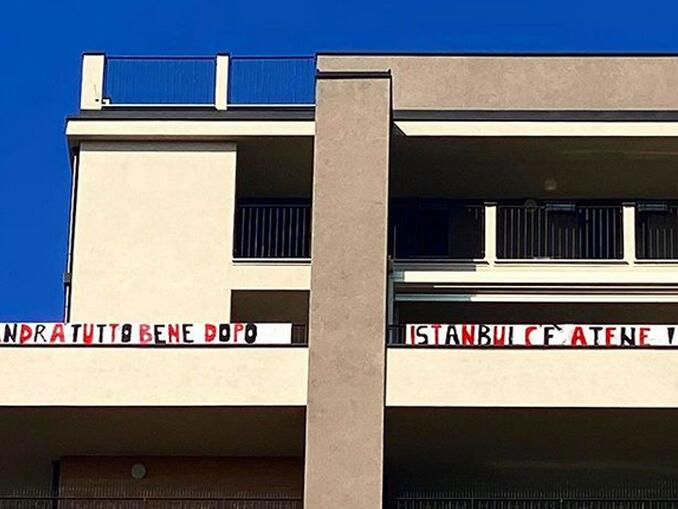 NDRATUTTO BENE DOPO
ISTANBUL C'È ATENE !